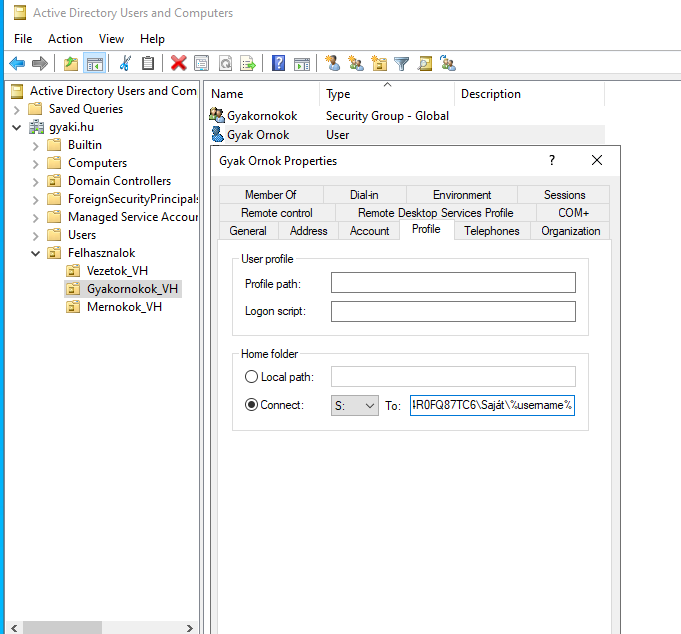 Active Directory Users and Computers
File Action View Help
Active Directory Users and Com
Saved Queries
gyaki.hu
Builtin
Computers
Domain Controllers
ForeignSecurityPrincipals
Managed Service Accour
Users
Felhasznalok
Vezetok_VH
Gyakornokok_VH
Mernokok_VH
Name Type Description
Gyakornokok Security Group - Global
Gyak Ornok User
Gyak Ornok Properties ?
Member Of Dial-in Environment Sessions
Remote control Remote Desktop Services Profile COM+
General Address Account Profile Telephones Organization
User profile
Profile path:
Logon script:
Home folder
Local path:
Connect: S: To: R0FQ87TC6\Saját\%username%